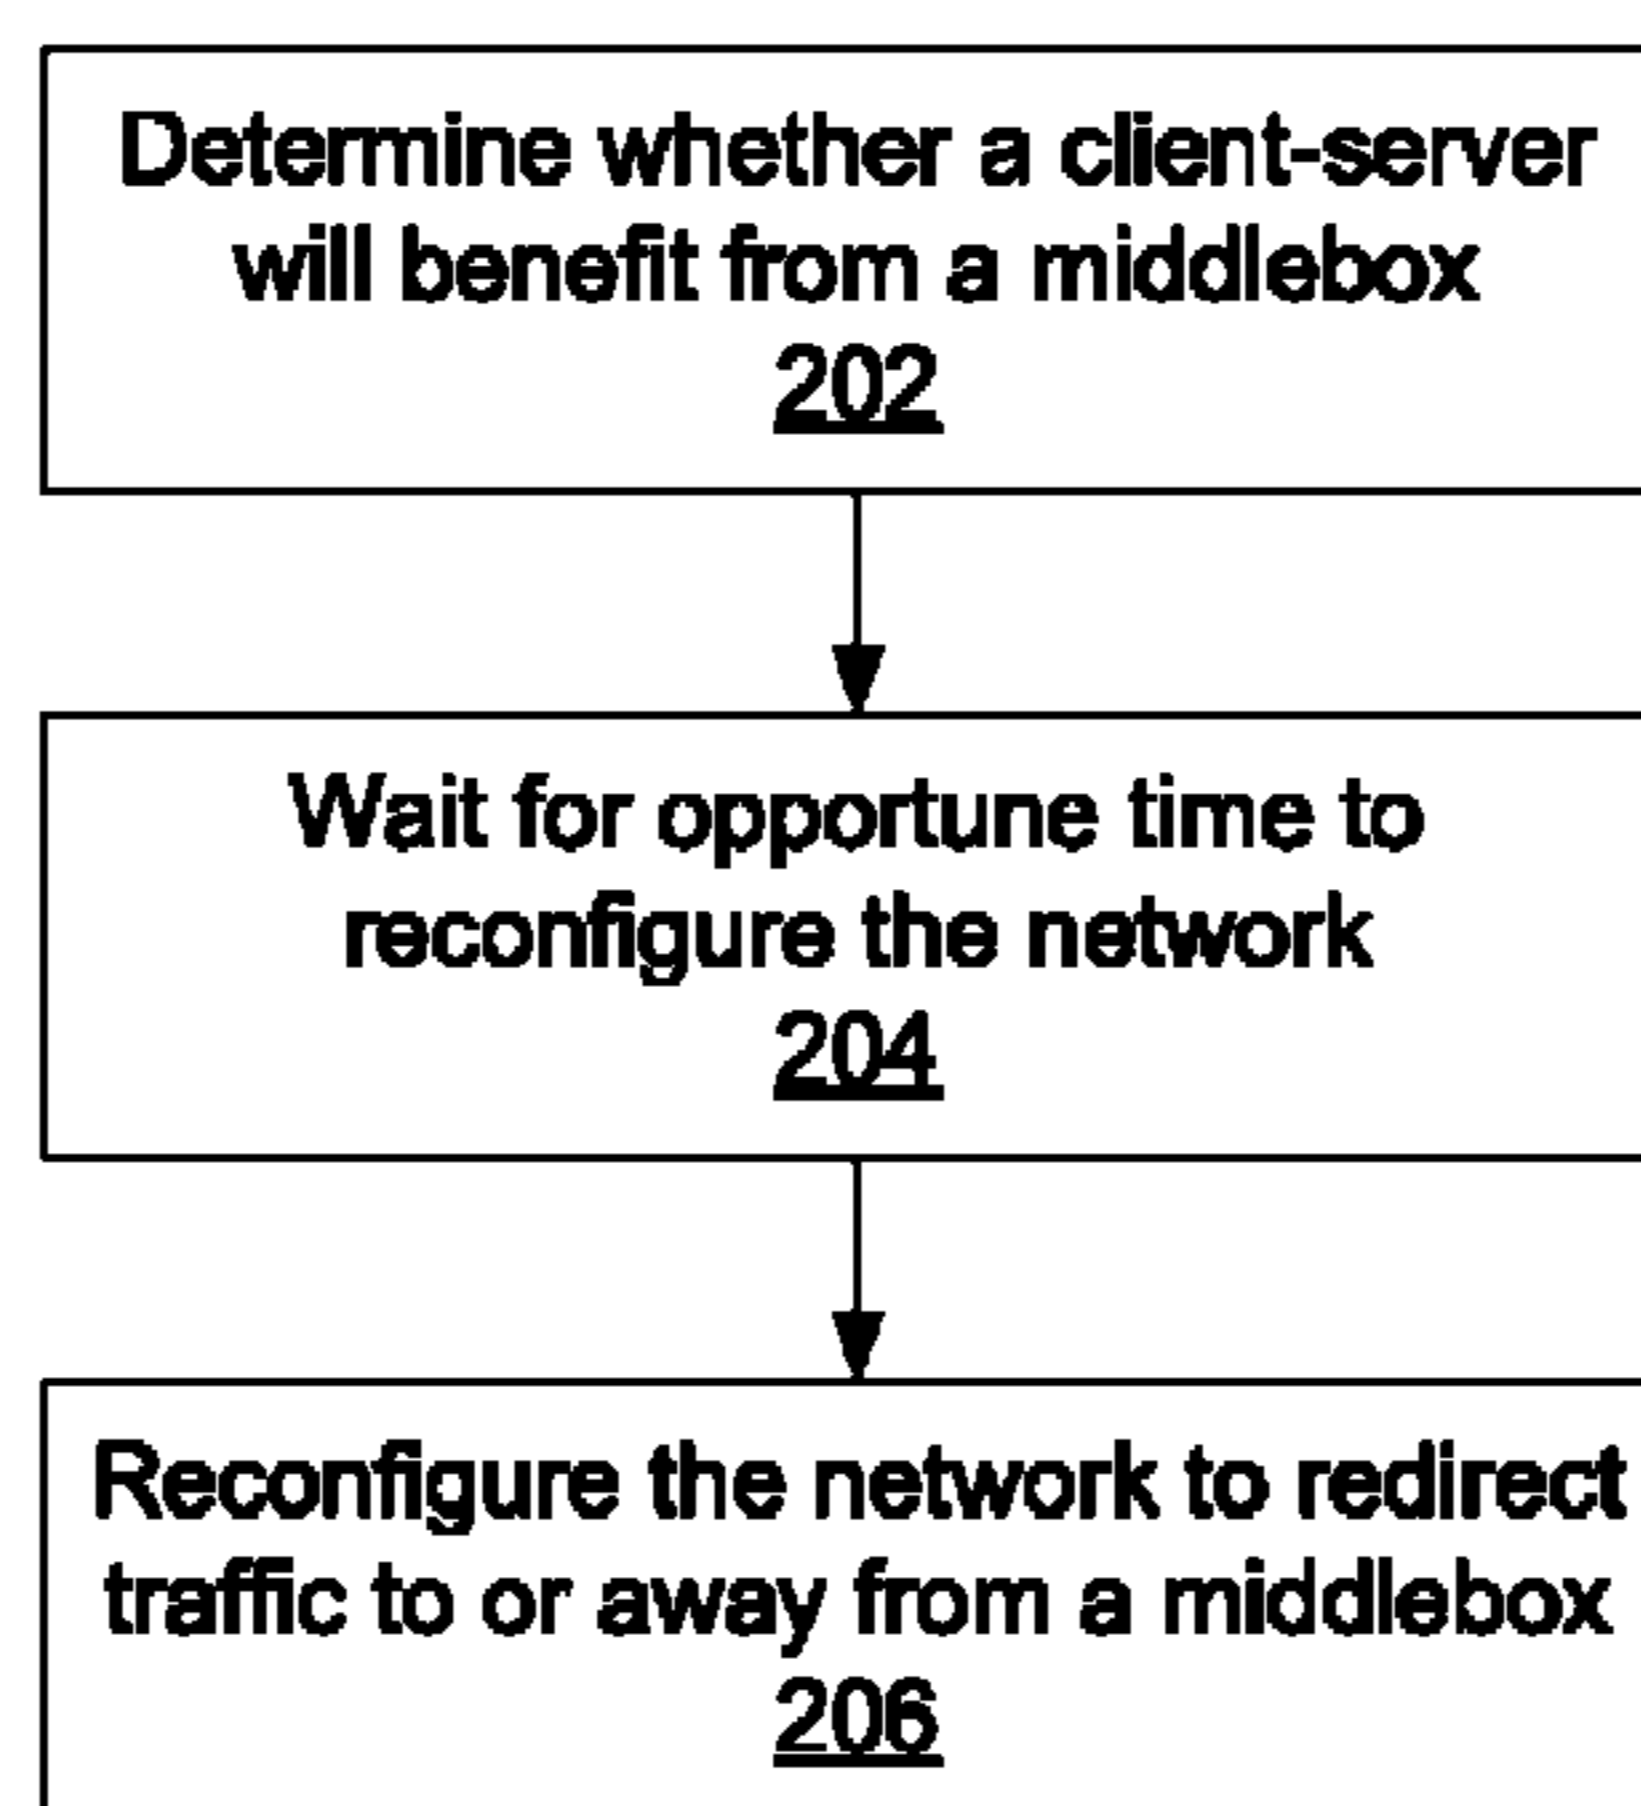 Determine whether a client-server
will benefit from a middlebox
202
Wait for opportune time to
reconfigure the network
204
Reconfigure the network to redirect
traffic to or away from a middlebox
206